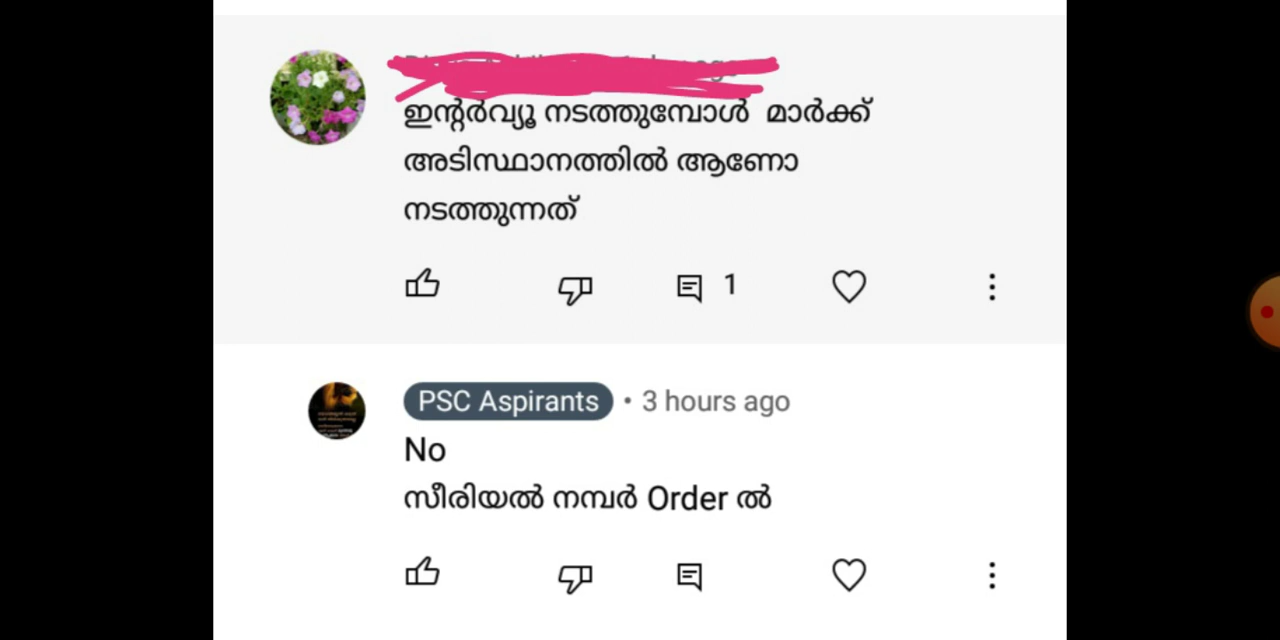 ഇന്റർവ്യൂ നടത്തുമ്പോൾ മാർക്ക്
അടിസ്ഥാനത്തിൽ ആണോ
നടത്തുന്നത്
1
PSC Aspirants • 3 hours ago
No
സീരിയൽ നമ്പർ Order ൽ